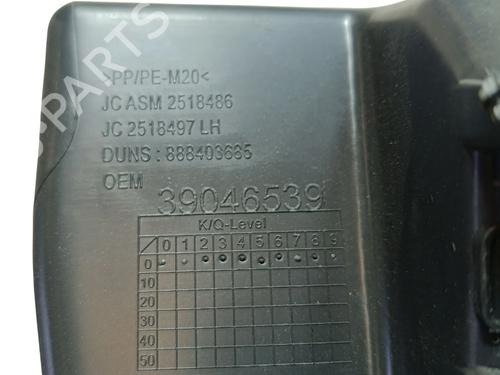 >PP/PE-M20<
JC ASM 2518486
JC 2518497 LH
DUNS : 888403685
OEM
39046539
K/Q-Level
0 1 2 3 4 5 6 7 8 9
0
10
20
30
40
50